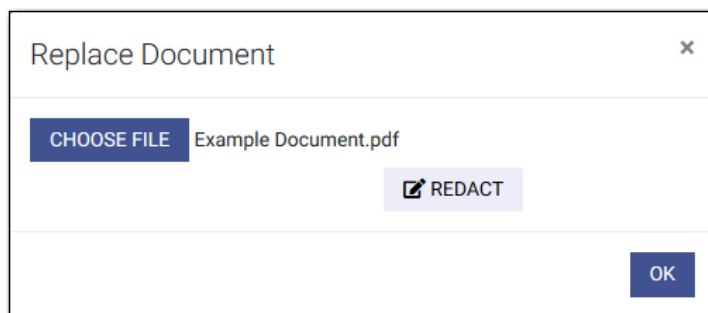 Replace Document
×
CHOOSE FILE Example Document.pdf
REDACT
OK